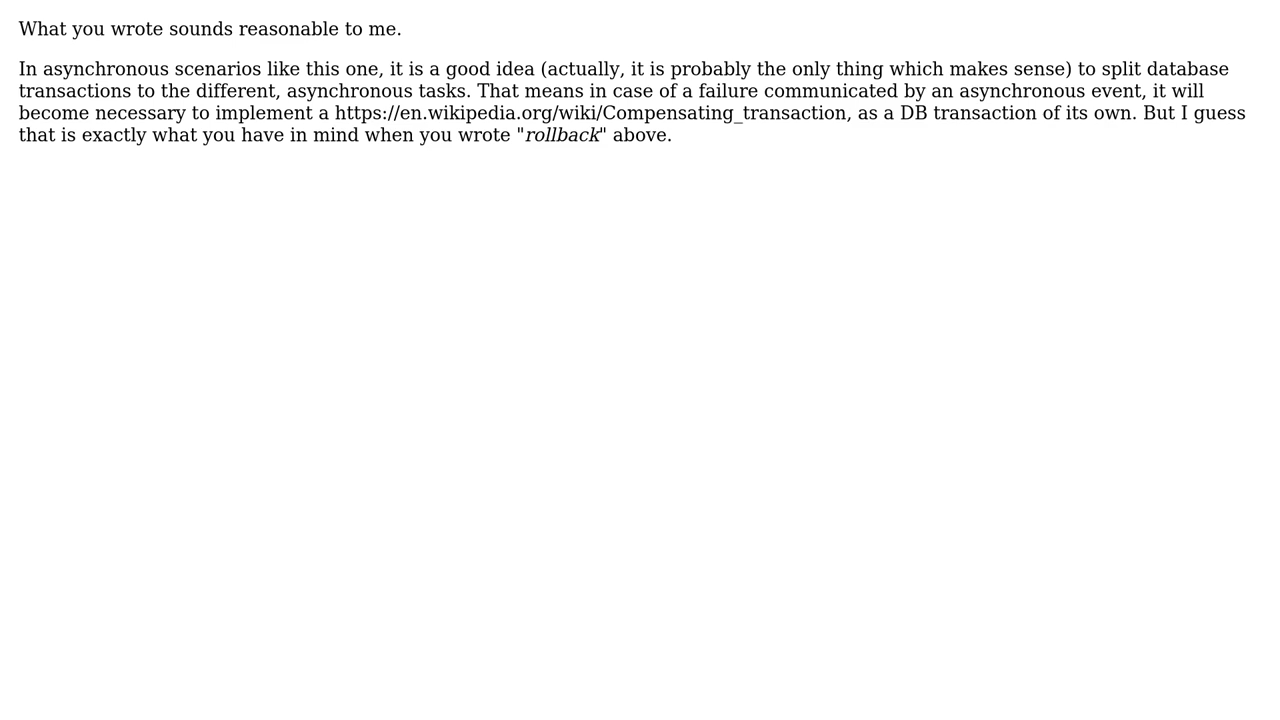 What you wrote sounds reasonable to me.
In asynchronous scenarios like this one, it is a good idea (actually, it is probably the only thing which makes sense) to split database
transactions to the different, asynchronous tasks. That means in case of a failure communicated by an asynchronous event, it will
become necessary to implement a https://en.wikipedia.org/wiki/Compensating_transaction, as a DB transaction of its own. But I guess
that is exactly what you have in mind when you wrote "rollback" above.